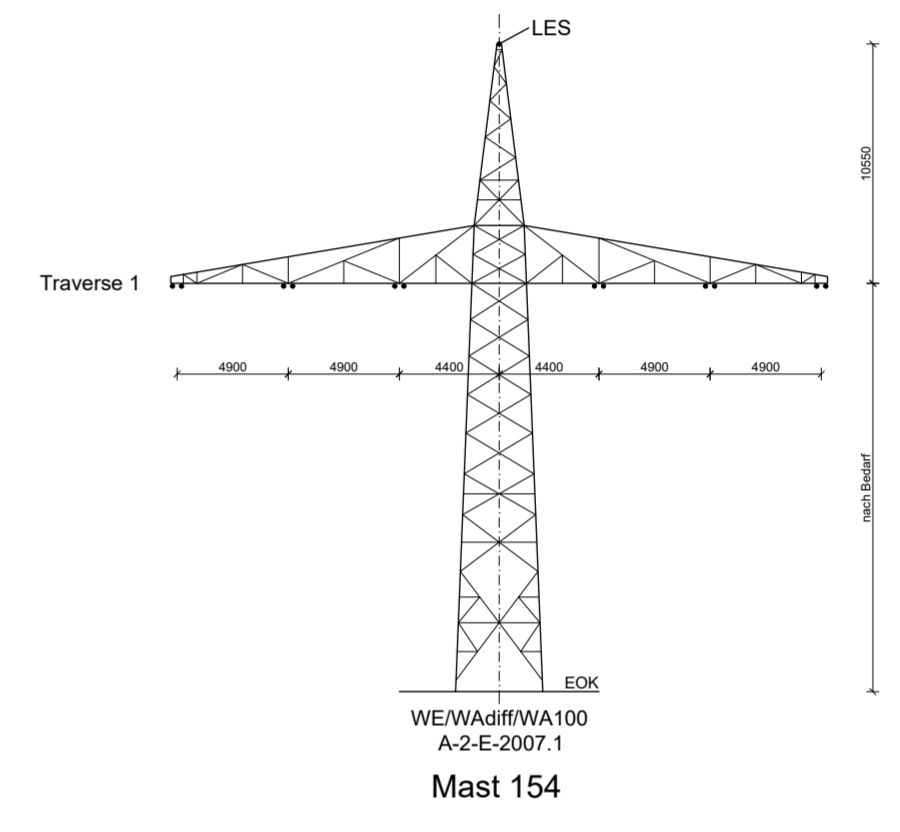 LES
10550
Traverse 1
4900 4900 4400 4400 4900 4900
nach Bedarf
EOK
WE/WAdiff/WA100
A-2-E-2007.1
Mast 154